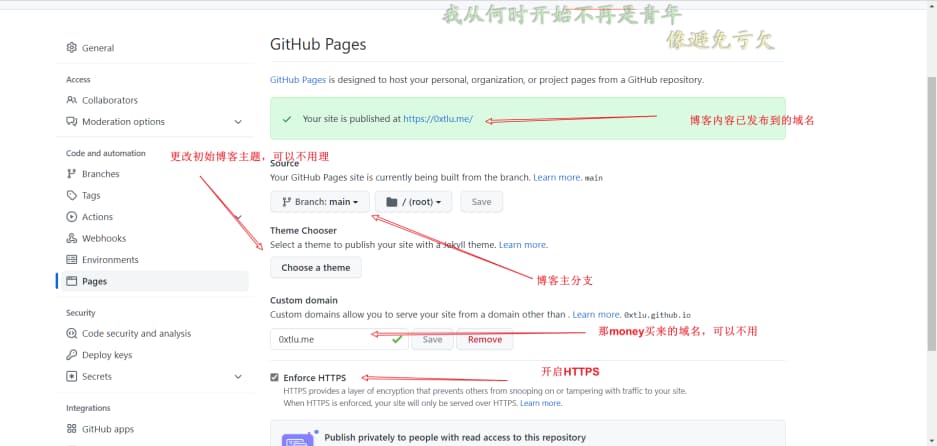 我从何时开始不再是青年
像避免亏欠
General
Access
Collaborators
Moderation options
Code and automation
Branches
Tags
Actions
Webhooks
Environments
Pages
Security
Code security and analysis
Deploy keys
Secrets
Integrations
GitHub apps
GitHub Pages
GitHub Pages is designed to host your personal, organization, or project pages from a GitHub repository.
Your site is published at https://0xtlu.me/
博客内容已发布到的域名
更改初始博客主题，可以不用理
Source
Your GitHub Pages site is currently being built from the branch. Learn more. main
Branch: main
/ (root)
Save
Theme Chooser
Select a theme to publish your site with a Jekyll theme. Learn more.
Choose a theme
博客主分支
Custom domain
Custom domains allow you to serve your site from a domain other than . Learn more. 0xtlu.github.io
0xtlu.me
Save
Remove
那money买来的域名，可以不用
开启HTTPS
Enforce HTTPS
HTTPS provides a layer of encryption that prevents others from snooping on or tampering with traffic to your site.
When HTTPS is enforced, your site will only be served over HTTPS. Learn more.
Publish privately to people with read access to this repository